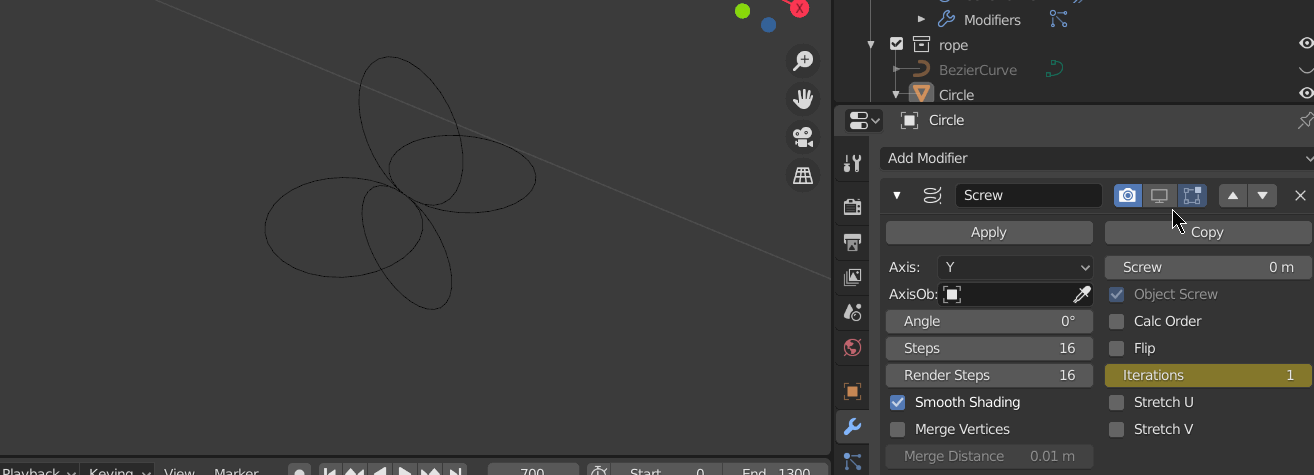 X
Modifiers
rope
BezierCurve
Circle
Circle
Add Modifier
Screw
Apply
Copy
Axis: Y
Screw 0 m
AxisOb:
Object Screw
Angle 0°
Calc Order
Steps 16
Flip
Render Steps 16
Iterations 1
Smooth Shading
Stretch U
Merge Vertices
Stretch V
Merge Distance 0.01 m
Playback Keying View Marker 700 Start 0 End 1300